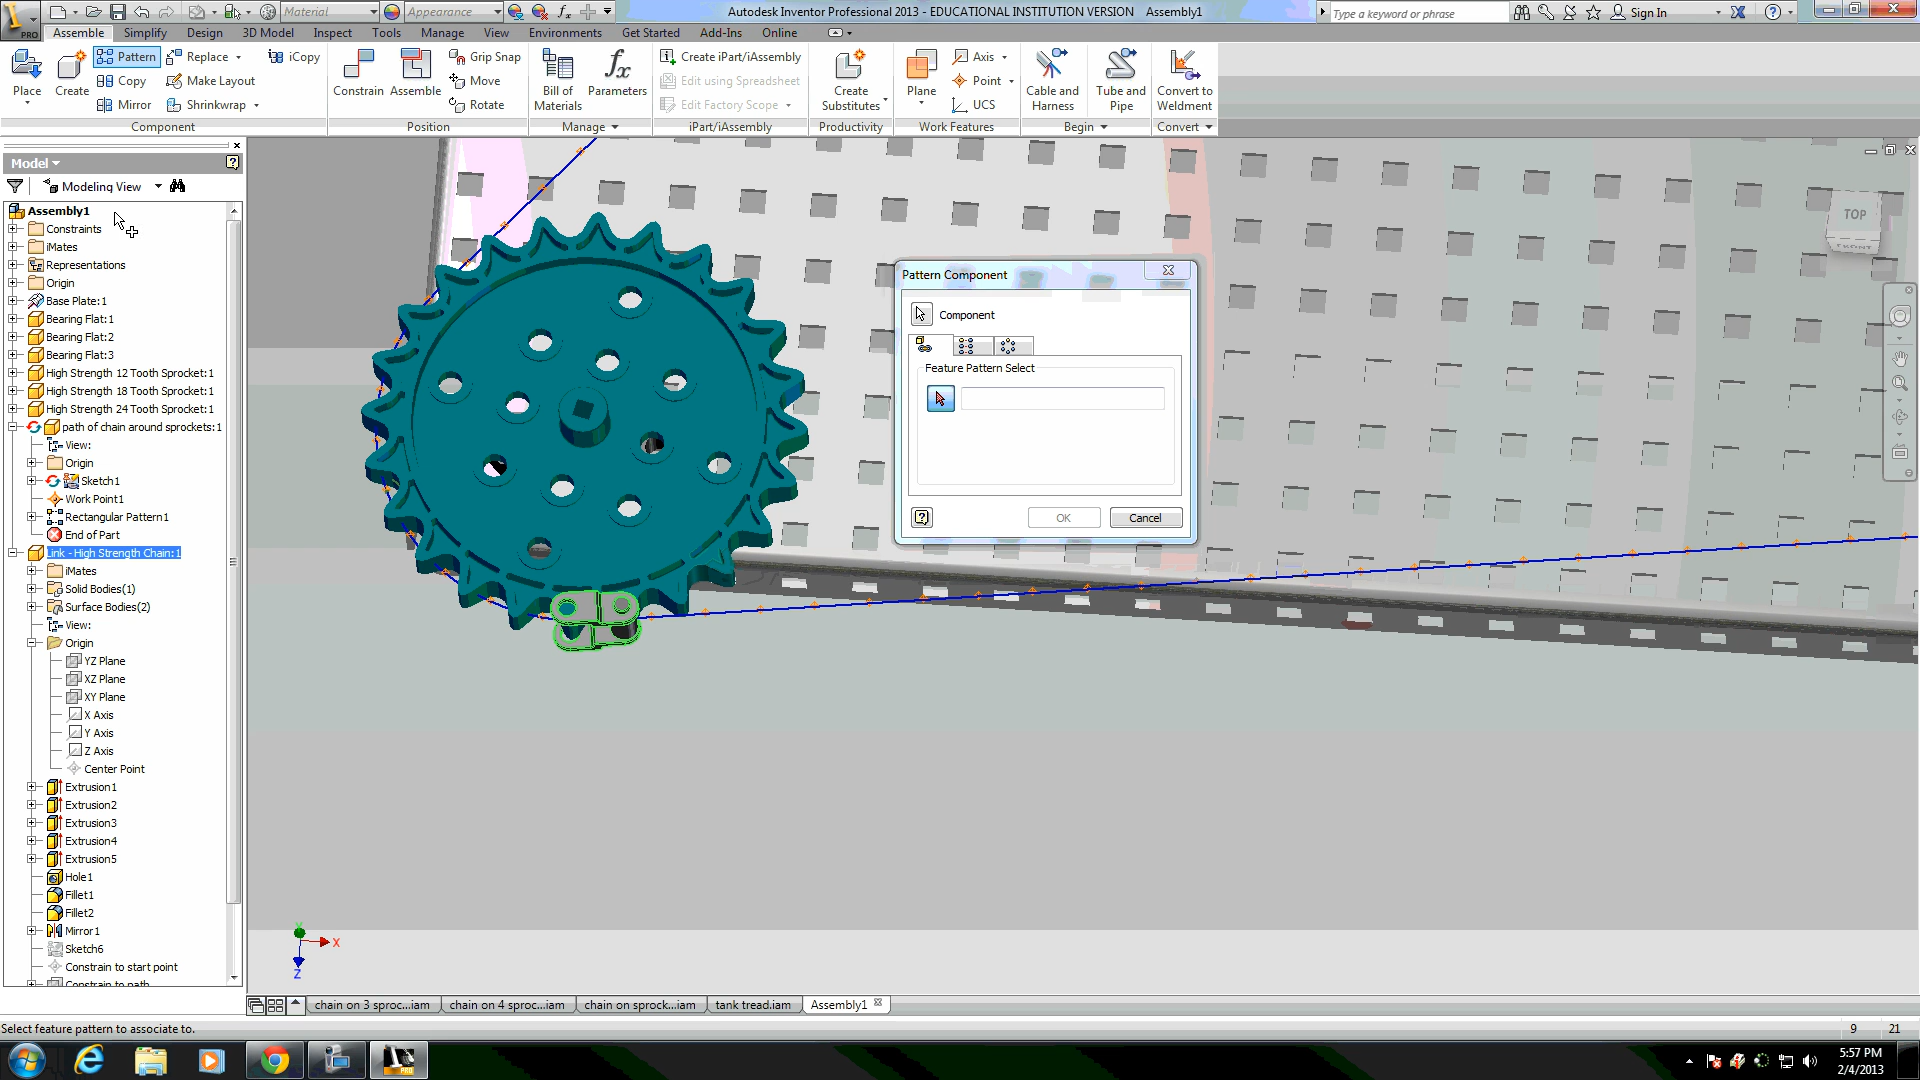 Material
Appearance
Autodesk Inventor Professional 2013 - EDUCATIONAL INSTITUTION VERSION Assembly1
Type a keyword or phrase
Sign In
PRO
Assemble Simplify Design 3D Model Inspect Tools Manage View Environments Get Started Add-Ins Online
Place
Create
Pattern
Copy
Mirror
Replace
Make Layout
Shrinkwrap
iCopy
Component
Constrain
Assemble
Grip Snap
Move
Rotate
Position
Bill of
Materials
Parameters
Manage
Create iPart/iAssembly
Edit using Spreadsheet
Edit Factory Scope
iPart/iAssembly
Create
Substitutes
Productivity
Plane
Axis
Point
UCS
Work Features
Cable and
Harness
Tube and
Pipe
Begin
Convert to
Weldment
Convert
Model
Modeling View
Assembly1
Constraints
iMates
Representations
Origin
Base Plate:1
Bearing Flat:1
Bearing Flat:2
Bearing Flat:3
High Strength 12 Tooth Sprocket:1
High Strength 18 Tooth Sprocket:1
High Strength 24 Tooth Sprocket:1
path of chain around sprockets:1
View:
Origin
Sketch1
Work Point1
Rectangular Pattern1
End of Part
Link - High Strength Chain:1
iMates
Solid Bodies(1)
Surface Bodies(2)
View:
Origin
YZ Plane
XZ Plane
XY Plane
X Axis
Y Axis
Z Axis
Center Point
Extrusion1
Extrusion2
Extrusion3
Extrusion4
Extrusion5
Hole1
Fillet1
Fillet2
Mirror1
Sketch6
Constrain to start point
Constrain to path
Pattern Component
Component
Feature Pattern Select
OK
Cancel
TOP
FRONT
X
Z
chain on 3 sproc...iam
chain on 4 sproc...iam
chain on sprock...iam
tank tread.iam
Assembly1
Select feature pattern to associate to.
9
21
PRO
5:57 PM
2/4/2013